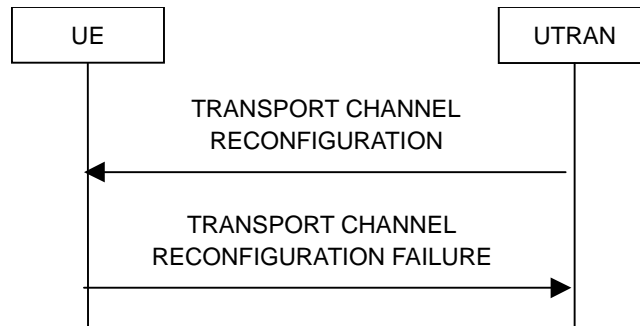 UE
UTRAN
TRANSPORT CHANNEL
RECONFIGURATION
TRANSPORT CHANNEL
RECONFIGURATION FAILURE